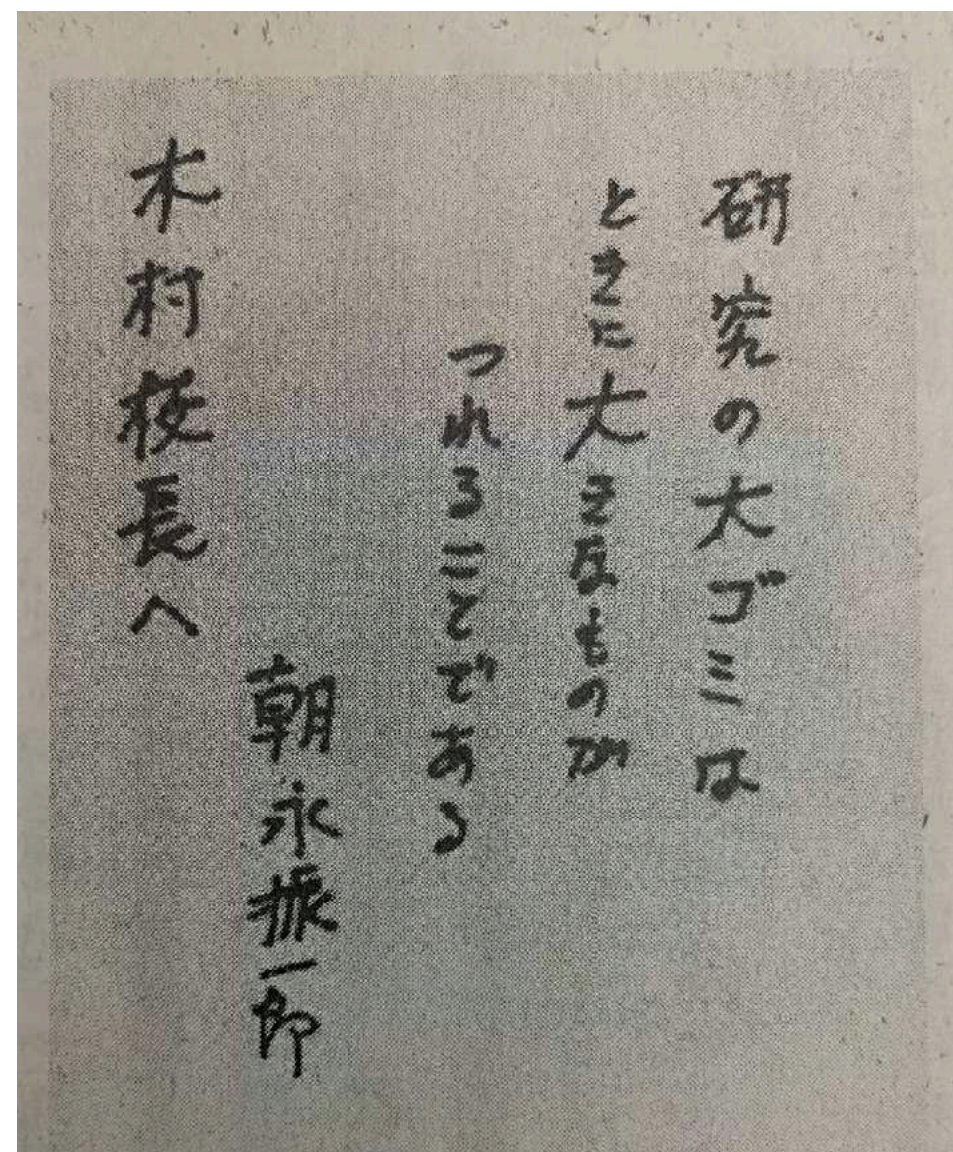 研究の大ゴミは
ときに大きなものが
つれることである
朝永振一郎
木村校長へ